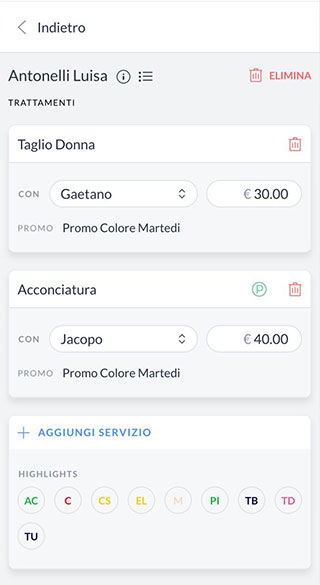 Indietro
Antonelli Luisa ELIMINA
TRATTAMENTI
Taglio Donna
CON Gaetano € 30.00
PROMO Promo Colore Martedi
Acconciatura P
CON Jacopo € 40.00
PROMO Promo Colore Martedi
+ AGGIUNGI SERVIZIO
HIGHLIGHTS
AC C CS EL M PI TB TD
TU